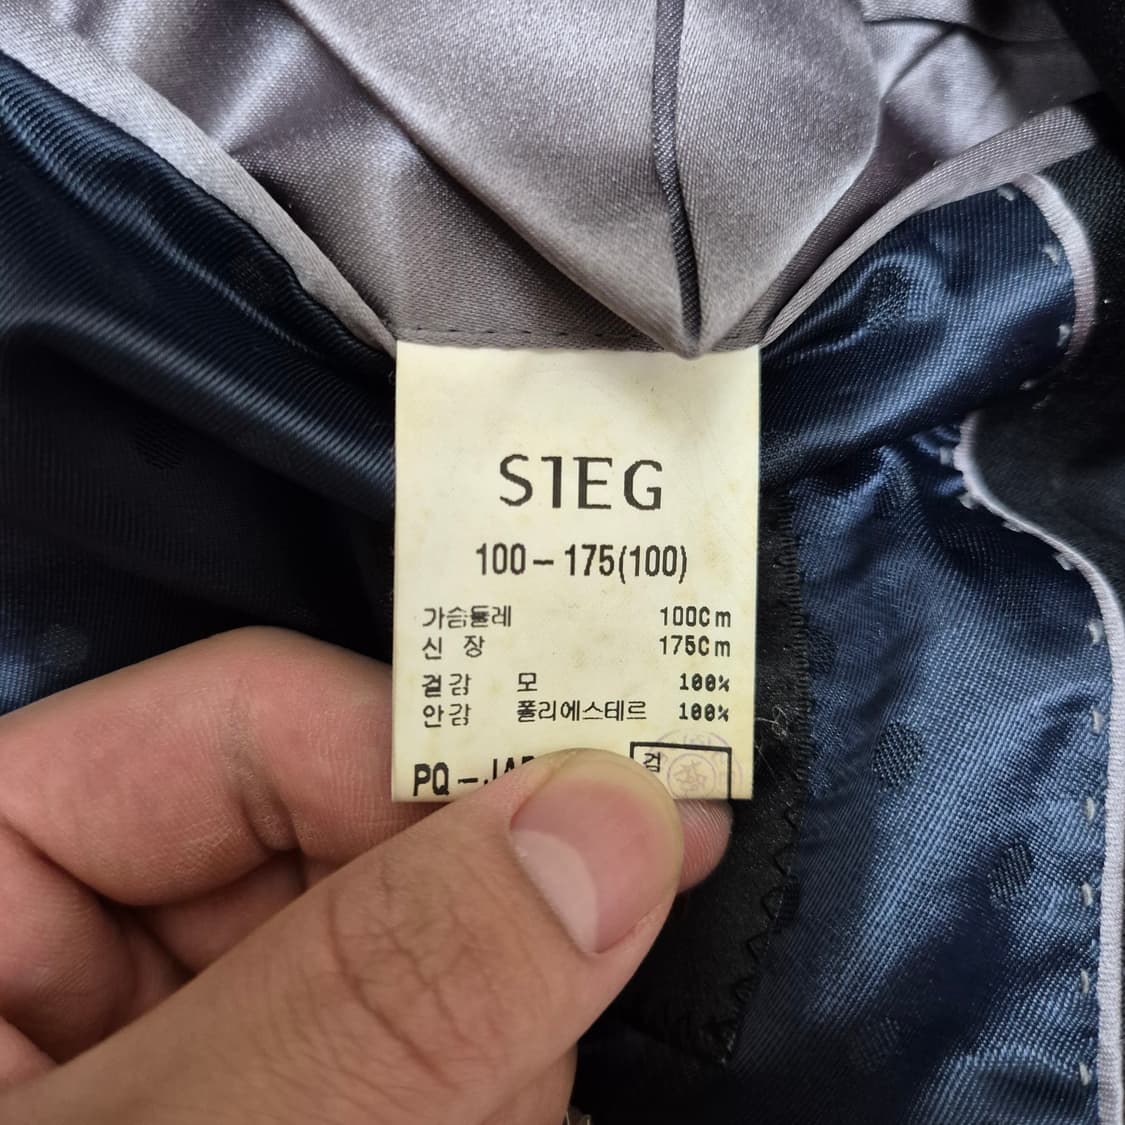 SIEG
100-175(100)
가슴둘레 100Cm
신 장 175Cm
겉감 모 100%
안감 폴리에스테르 100%
PQ-
검